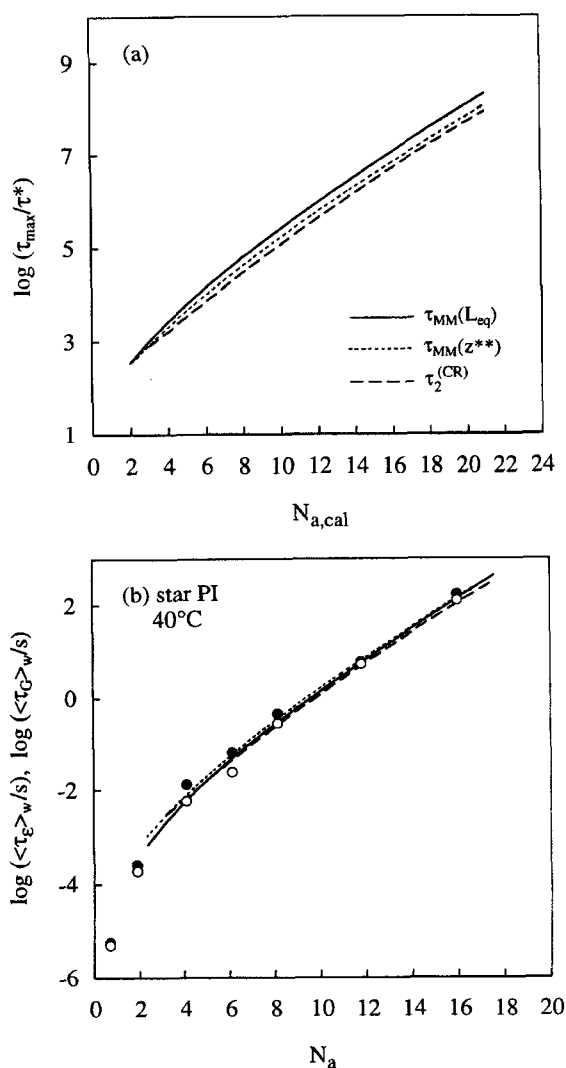 (a)
9
7
5
3
1
log (τmax/τ*)
τMM(Leq)
τMM(z**)
τ2(CR)
0 2 4 6 8 10 12 14 16 18 20 22 24
Na,cal
(b) star PI
40°C
2
0
-2
-4
-6
log (<τε>w/s), log (<τG>w/s)
0 2 4 6 8 10 12 14 16 18 20
Na